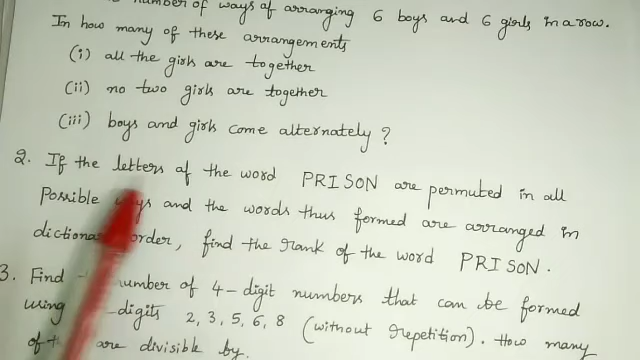 number of ways of arranging 6 boys and 6 girls in a row.
In how many of these arrangements
(i) all the girls are together
(ii) no two girls are together
(iii) boys and girls come alternately ?
2. If the letters of the word PRISON are permuted in all
Possible ways and the words thus formed are arranged in
order, find the rank of the word PRISON.
3. Find number of 4-digit numbers that can be formed
using digits 2, 3, 5, 6, 8 (without repetition). How many
of are divisible by.